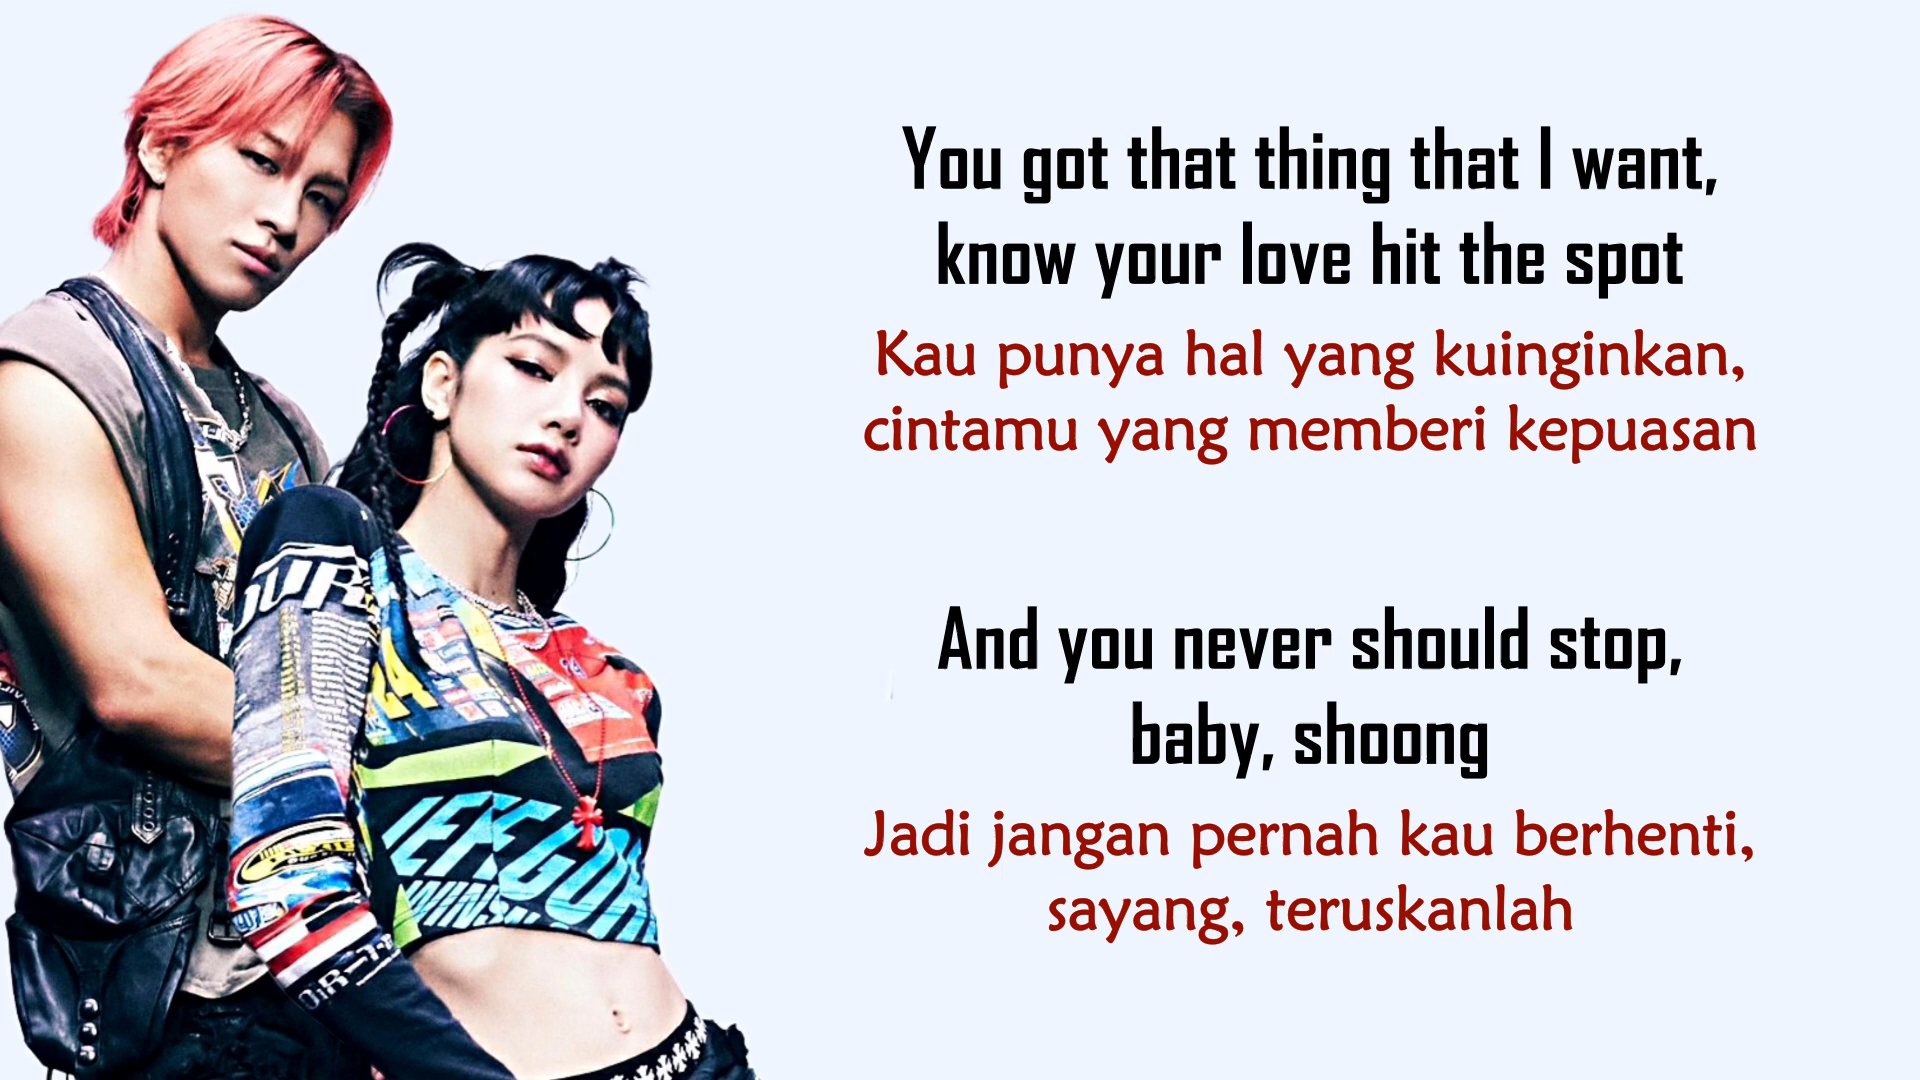 You got that thing that I want,
know your love hit the spot
Kau punya hal yang kuinginkan,
cintamu yang memberi kepuasan
And you never should stop,
baby, shoong
Jadi jangan pernah kau berhenti,
sayang, teruskanlah